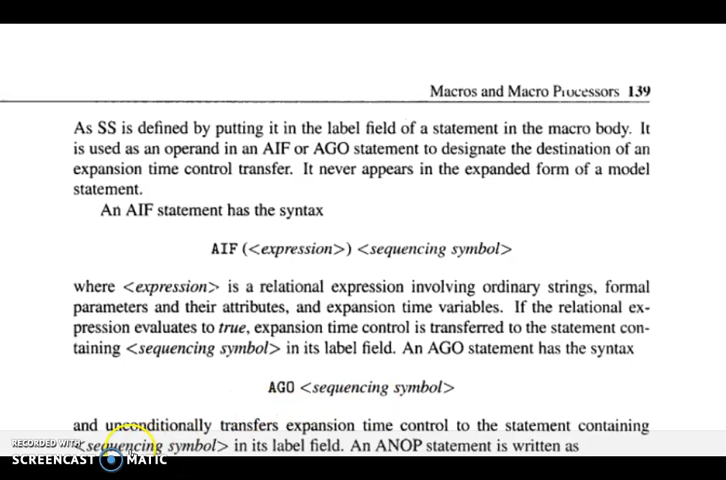 Macros and Macro Processors 139
As SS is defined by putting it in the label field of a statement in the macro body. It
is used as an operand in an AIF or AGO statement to designate the destination of an
expansion time control transfer. It never appears in the expanded form of a model
statement.
An AIF statement has the syntax
AIF (<expression>) <sequencing symbol>
where <expression> is a relational expression involving ordinary strings, formal
parameters and their attributes, and expansion time variables. If the relational ex-
pression evaluates to true, expansion time control is transferred to the statement con-
taining <sequencing symbol> in its label field. An AGO statement has the syntax
AGO <sequencing symbol>
and unconditionally transfers expansion time control to the statement containing
<sequencing symbol> in its label field. An ANOP statement is written as
RECORDED WITH
SCREENCAST MATIC